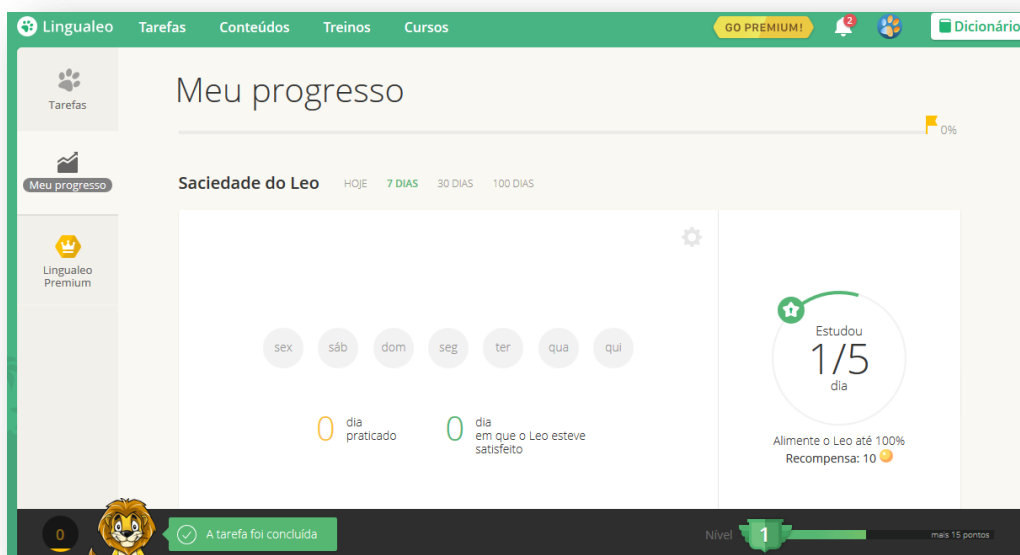 Lingualeo Tarefas Conteúdos Treinos Cursos GO PREMIUM! 2 Dicionário
Tarefas
Meu progresso
Lingualeo
Premium
Meu progresso
0%
Saciedade do Leo HOJE 7 DIAS 30 DIAS 100 DIAS
sex sáb dom seg ter qua qui
0 dia
praticado
0 dia
em que o Leo esteve
satisfeito
Estudou
1/5
dia
Alimente o Leo até 100%
Recompensa: 10
0
A tarefa foi concluída
Nível 1 mais 15 pontos